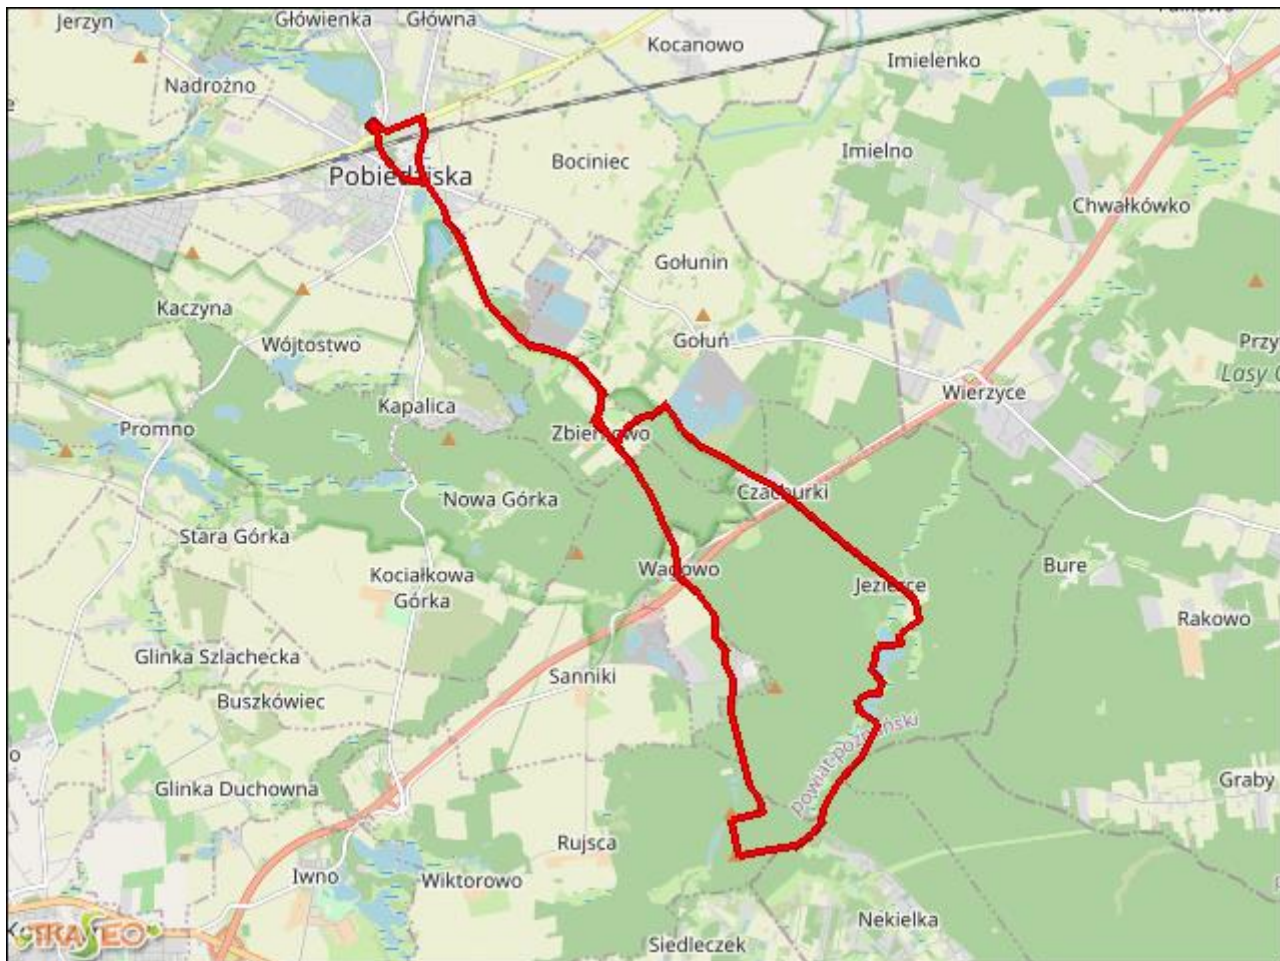 Jerzyn
Główienka
Główna
Kocanowo
Imielenko
Nadrożno
Bociniec
Imielno
Pobiedziska
Chwałkówko
Gołunin
Kaczyna
Wójtostwo
Gołuń
Wierzyce
Kapalica
Promno
Zbierkowo
Nowa Górka
Czachurki
Stara Górka
Kociałkowa
Górka
Wagowo
Jezierce
Bure
Rakowo
Glinka Szlachecka
Sanniki
Buszkówiec
powiat poznański
Glinka Duchowna
Graby
Rujsca
Iwno
Wiktorowo
Nekielka
TRASEO
Siedleczek